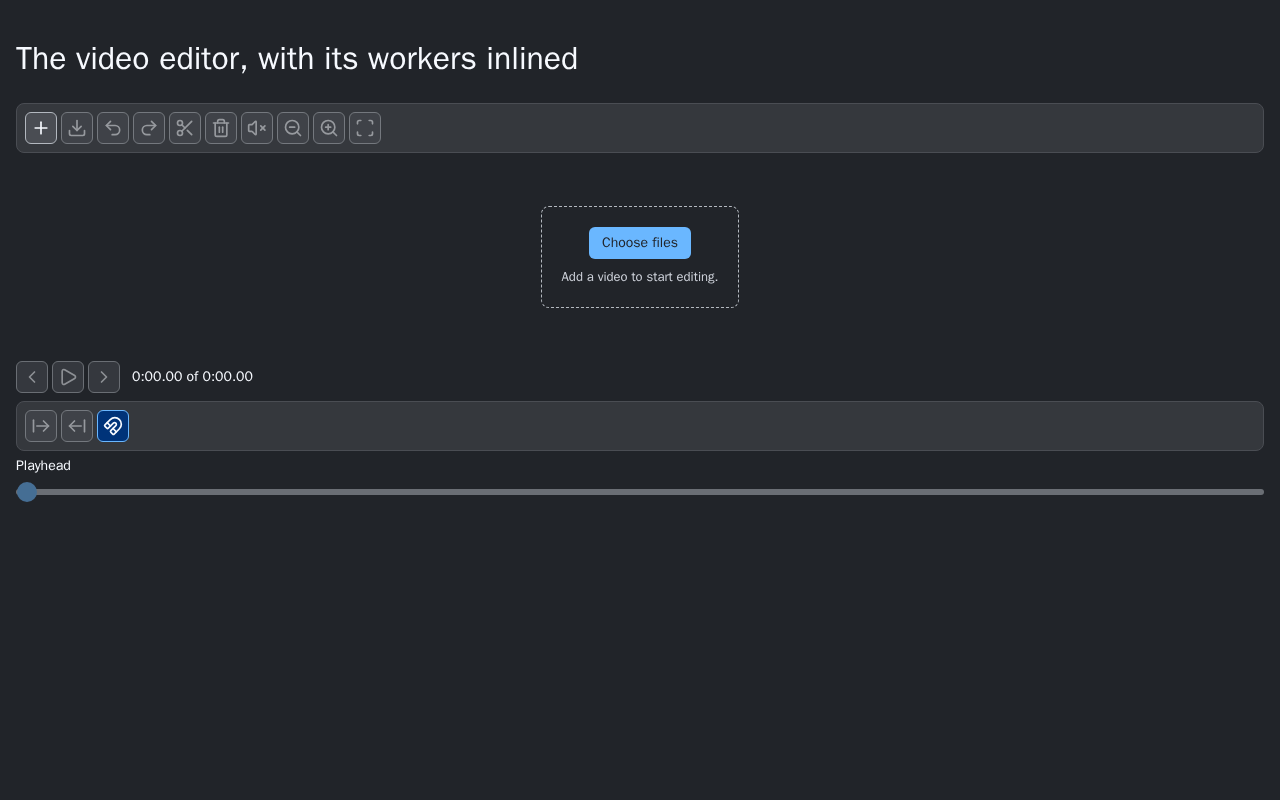 The video editor, with its workers inlined
Choose files
Add a video to start editing.
0:00.00 of 0:00.00
Playhead